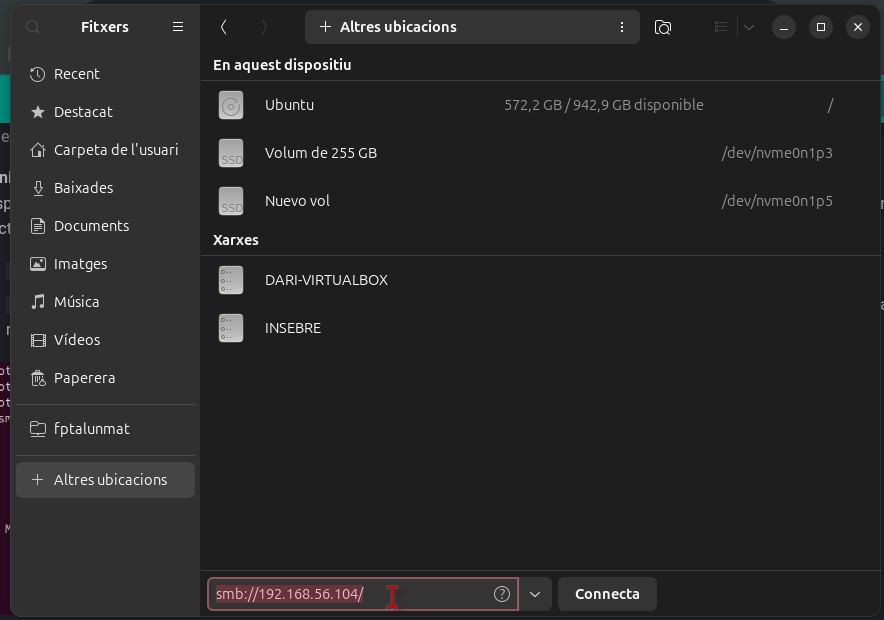 Fitxers
Altres ubicacions
Recent
Destacat
Carpeta de l'usuari
Baixades
Documents
Imatges
Música
Vídeos
Paperera
fptalunmat
Altres ubicacions
En aquest dispositiu
Ubuntu 572,2 GB / 942,9 GB disponible /
Volum de 255 GB /dev/nvme0n1p3
Nuevo vol /dev/nvme0n1p5
Xarxes
DARI-VIRTUALBOX
INSEBRE
smb://192.168.56.104/ Connecta